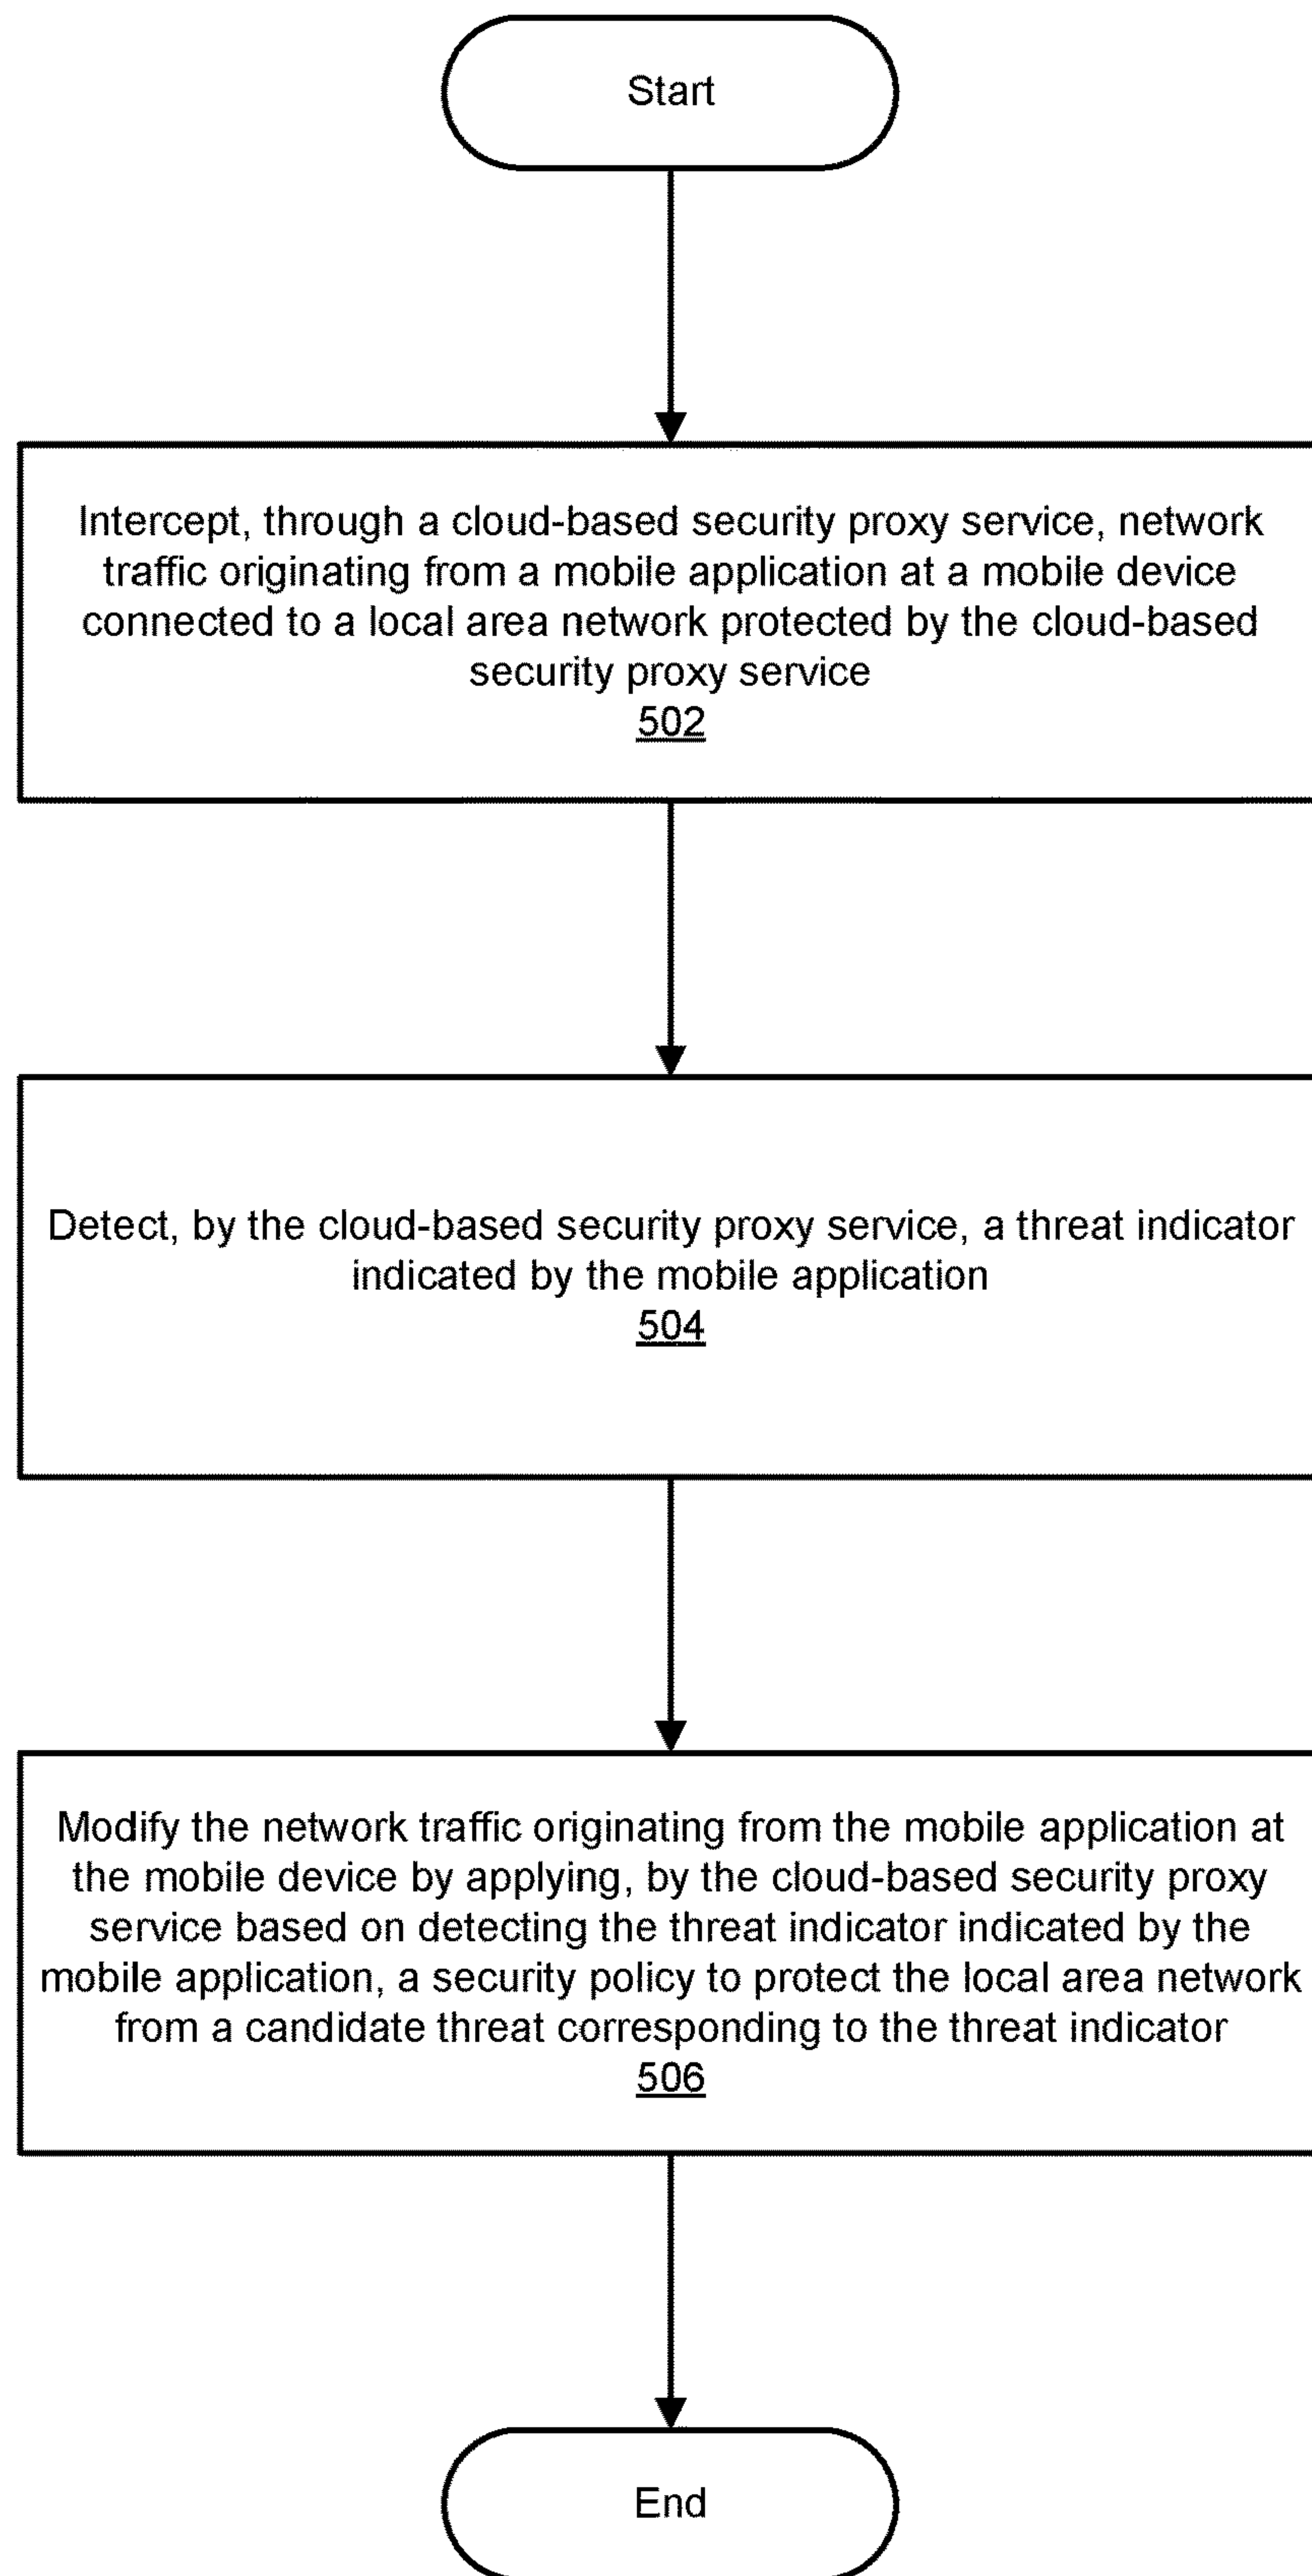 Start
Intercept, through a cloud-based security proxy service, network
traffic originating from a mobile application at a mobile device
connected to a local area network protected by the cloud-based
security proxy service
502
Detect, by the cloud-based security proxy service, a threat indicator
indicated by the mobile application
504
Modify the network traffic originating from the mobile application at
the mobile device by applying, by the cloud-based security proxy
service based on detecting the threat indicator indicated by the
mobile application, a security policy to protect the local area network
from a candidate threat corresponding to the threat indicator
506
End